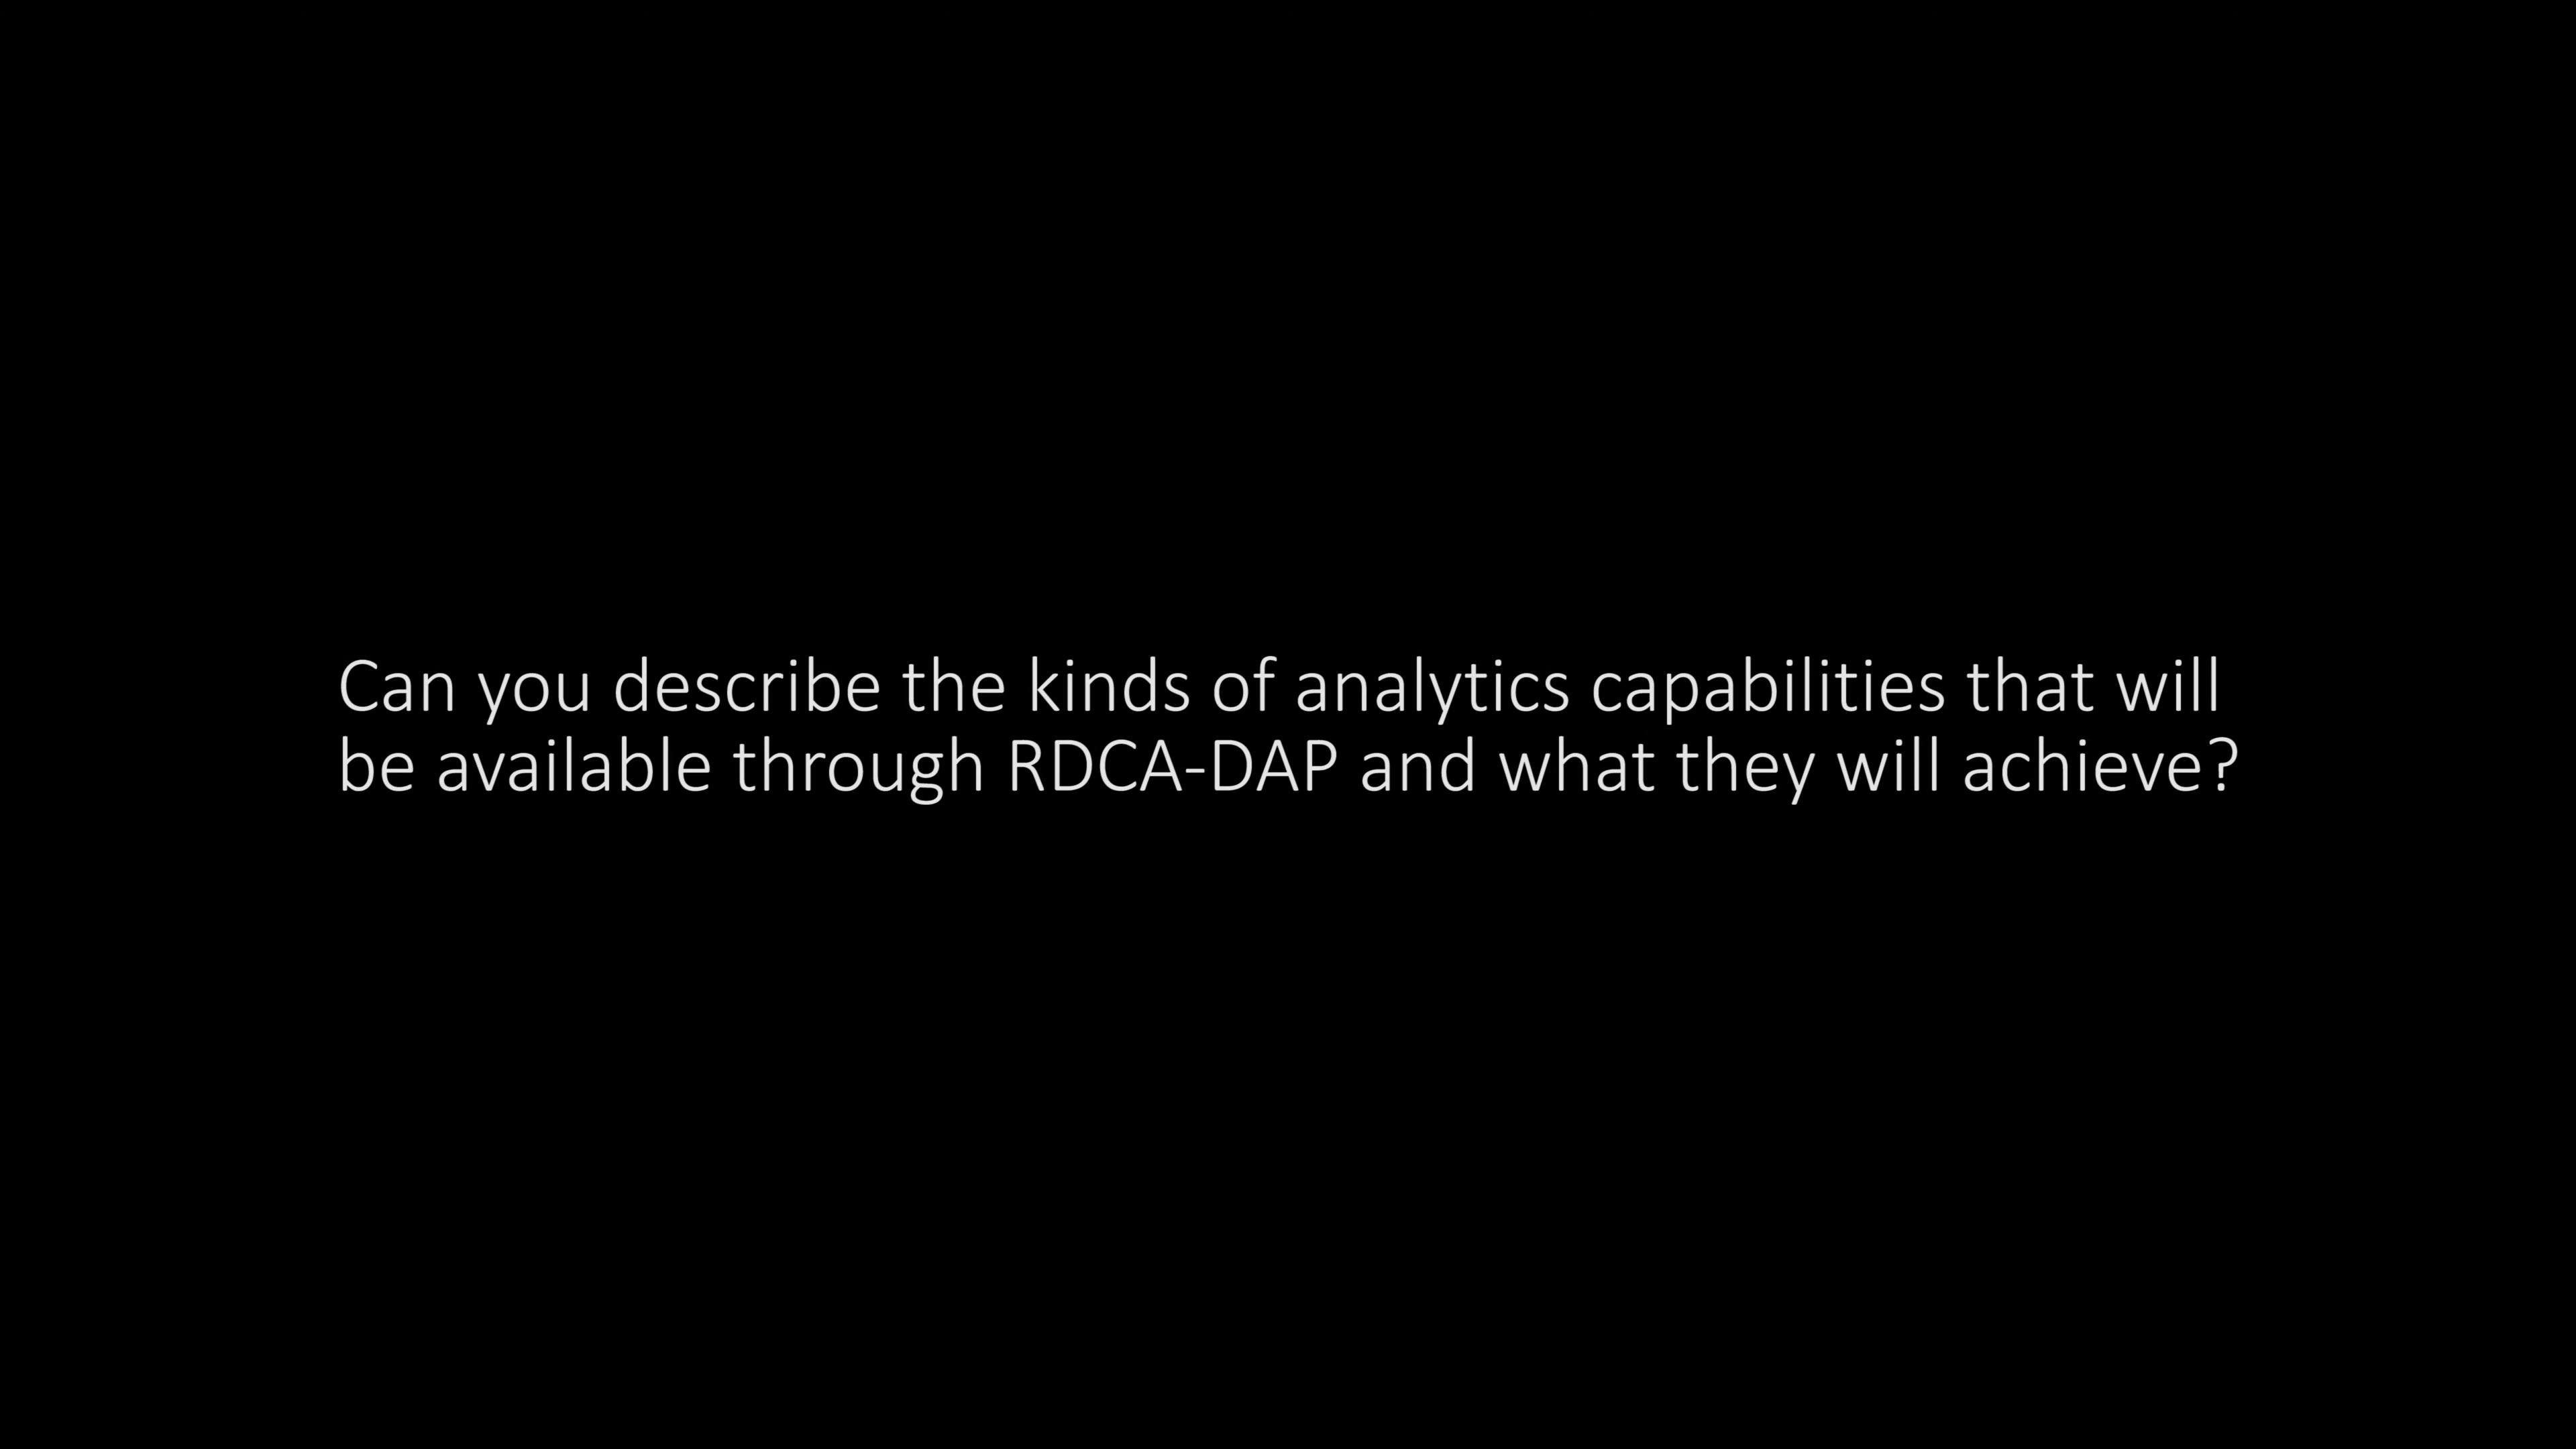 Can you describe the kinds of analytics capabilities that will
be available through RDCA-DAP and what they will achieve?